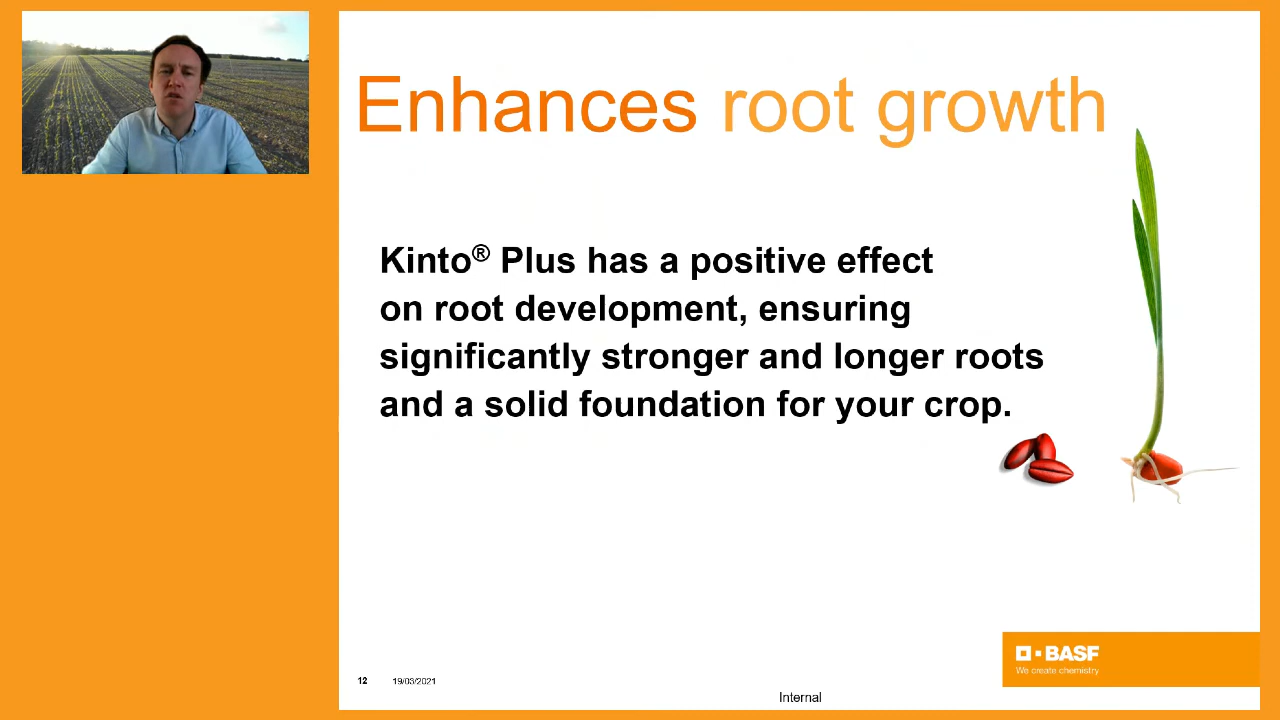 Enhances root growth
Kinto® Plus has a positive effect
on root development, ensuring
significantly stronger and longer roots
and a solid foundation for your crop.
BASF
We create chemistry
12 19/03/2021
Internal